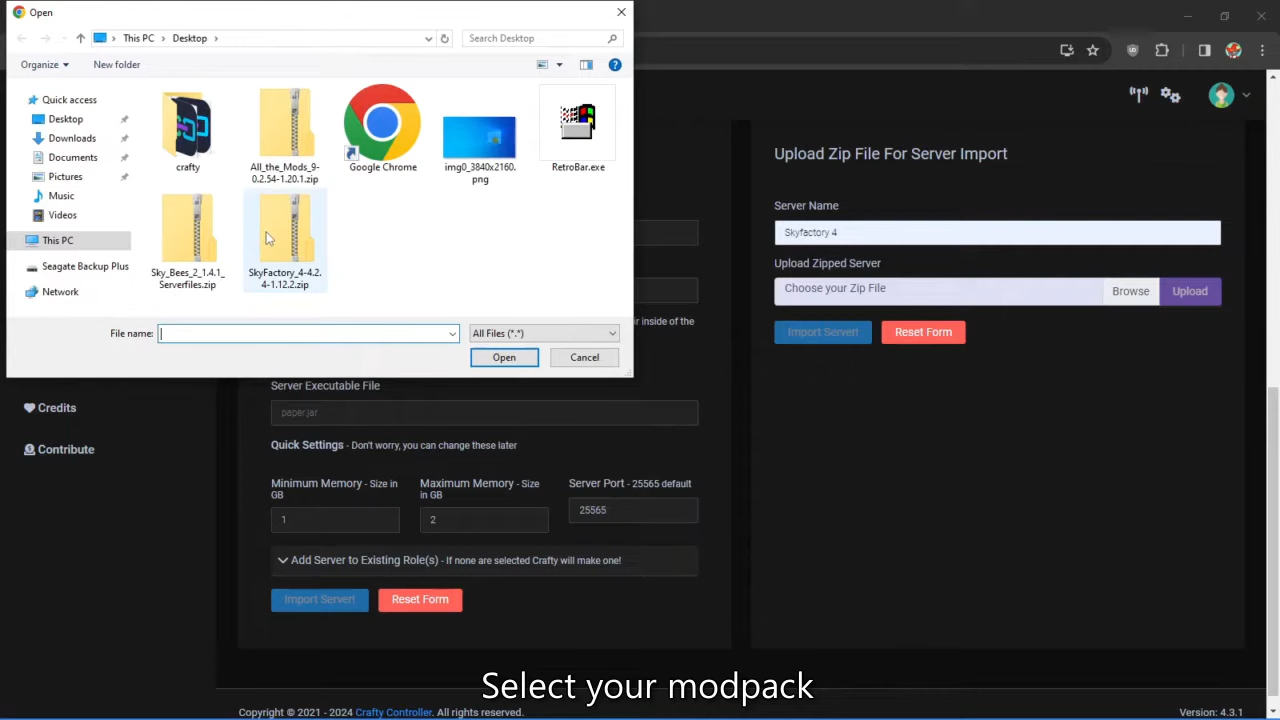 Open
This PC
Desktop
Search Desktop
Organize
New folder
Quick access
Desktop
Downloads
Documents
Pictures
Music
Videos
This PC
Seagate Backup Plus
Network
crafty
All_the_Mods_9-
0.2.54-1.20.1.zip
Google Chrome
img0_3840x2160.
png
RetroBar.exe
Sky_Bees_2_1.4.1_
Serverfiles.zip
SkyFactory_4-4.2.
4-1.12.2.zip
File name:
All Files (*.*)
Open
Cancel
Upload Zip File For Server Import
Server Name
Skyfactory 4
Upload Zipped Server
Choose your Zip File
Browse
Upload
Import Server!
Reset Form
ir inside of the
Credits
Contribute
Server Executable File
paper.jar
Quick Settings - Don't worry, you can change these later
Minimum Memory - Size in
GB
1
Maximum Memory - Size
in GB
2
Server Port - 25565 default
25565
Add Server to Existing Role(s) - If none are selected Crafty will make one!
Import Server!
Reset Form
Select your modpack
Copyright © 2021 - 2024 Crafty Controller. All rights reserved.
Version: 4.3.1